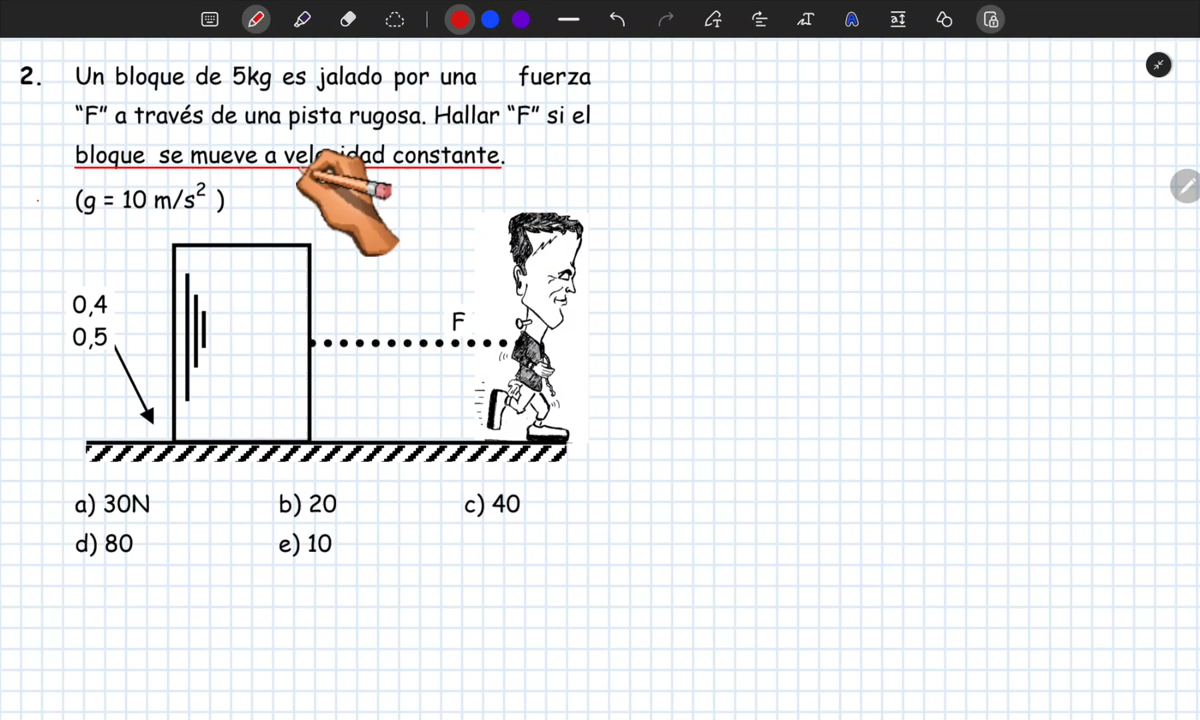 2. Un bloque de 5kg es jalado por una fuerza
“F” a través de una pista rugosa. Hallar “F” si el
bloque se mueve a velocidad constante.
(g = 10 m/s² )
0,4
0,5
F
a) 30N b) 20 c) 40
d) 80 e) 10